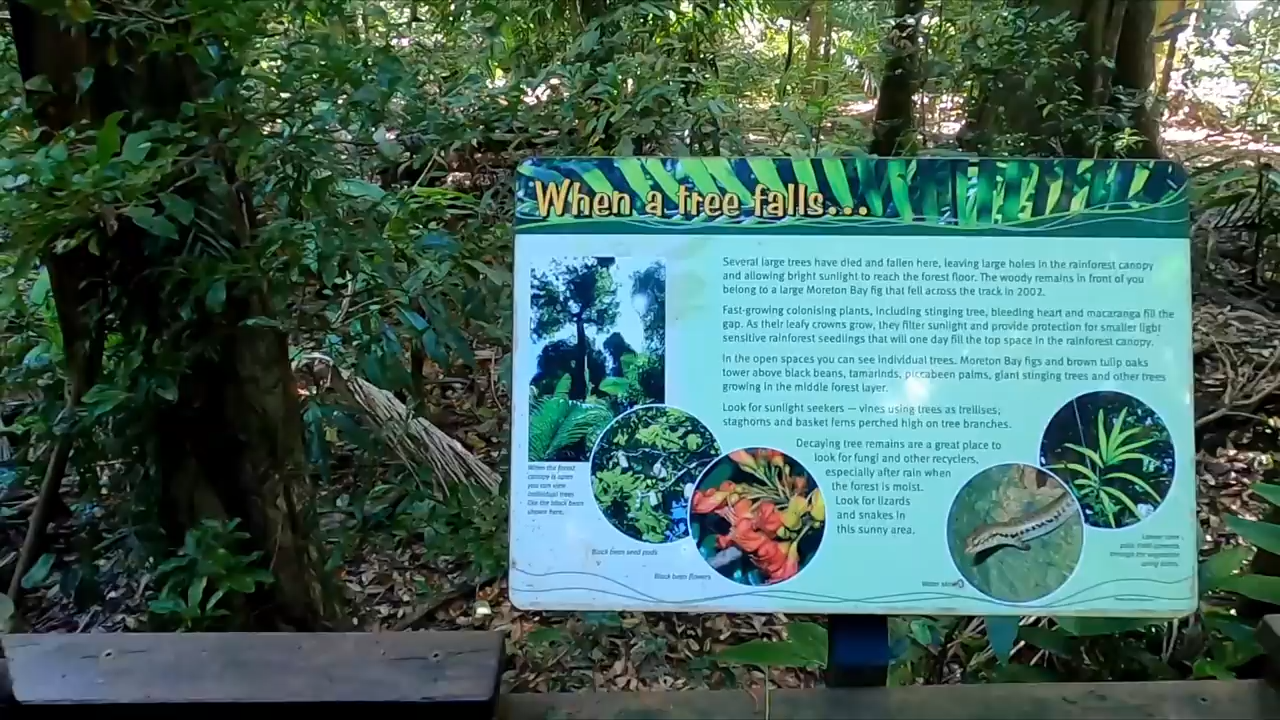 When a tree falls...
Several large trees have died and fallen here, leaving large holes in the rainforest canopy
and allowing bright sunlight to reach the forest floor. The woody remains in front of you
belong to a large Moreton Bay fig that fell across the track in 2002.
Fast-growing colonising plants, including stinging tree, bleeding heart and macaranga fill the
gap. As their leafy crowns grow, they filter sunlight and provide protection for smaller light
sensitive rainforest seedlings that will one day fill the top space in the rainforest canopy.
In the open spaces you can see individual trees. Moreton Bay figs and brown tulip oaks
tower above black beans, tamarinds, piccabeen palms, giant stinging trees and other trees
growing in the middle forest layer.
Look for sunlight seekers — vines using trees as trellises;
staghorns and basket ferns perched high on tree branches.
Decaying tree remains are a great place to
look for fungi and other recyclers,
especially after rain when
the forest is moist.
Look for lizards
and snakes in
this sunny area.
When the forest
canopy is open
you can view
individual trees
like the black bean
shown here.
Black bean seed pods
Black bean flowers
Water skink
through the vegetation